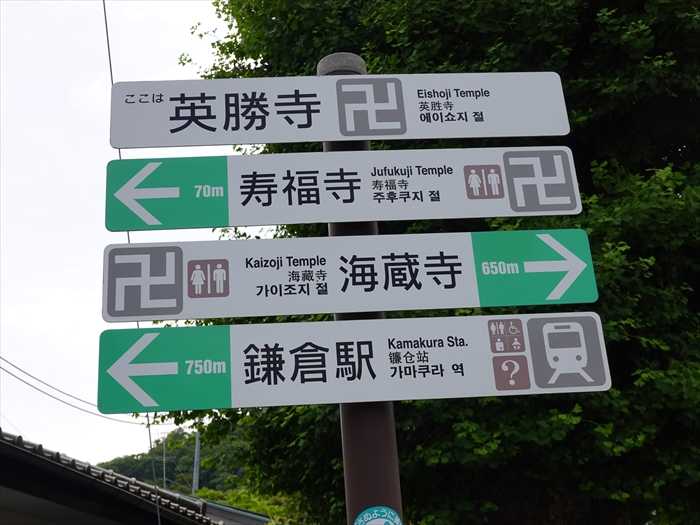 ここは 英勝寺
Eishoji Temple
英胜寺
에이쇼지 절
70m 寿福寺
Jufukuji Temple
寿福寺
주후쿠지 절
Kaizoji Temple
海藏寺
가이조지 절
海蔵寺 650m
750m 鎌倉駅
Kamakura Sta.
镰仓站
가마쿠라 역
?